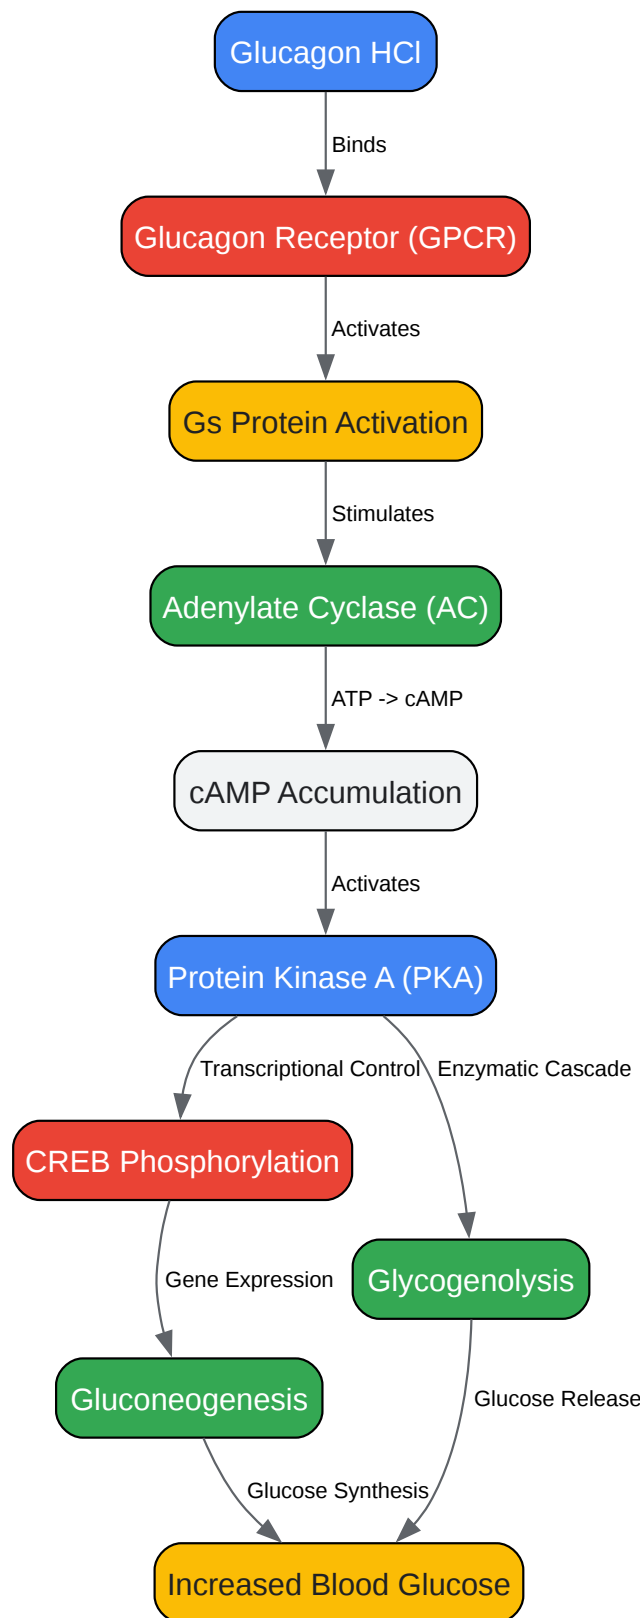 Glucagon HCl
Binds
Glucagon Receptor (GPCR)
Activates
Gs Protein Activation
Stimulates
Adenylate Cyclase (AC)
ATP -> cAMP
cAMP Accumulation
Activates
Protein Kinase A (PKA)
Transcriptional Control
Enzymatic Cascade
CREB Phosphorylation
Gene Expression
Glycogenolysis
Gluconeogenesis
Glucose Release
Glucose Synthesis
Increased Blood Glucose